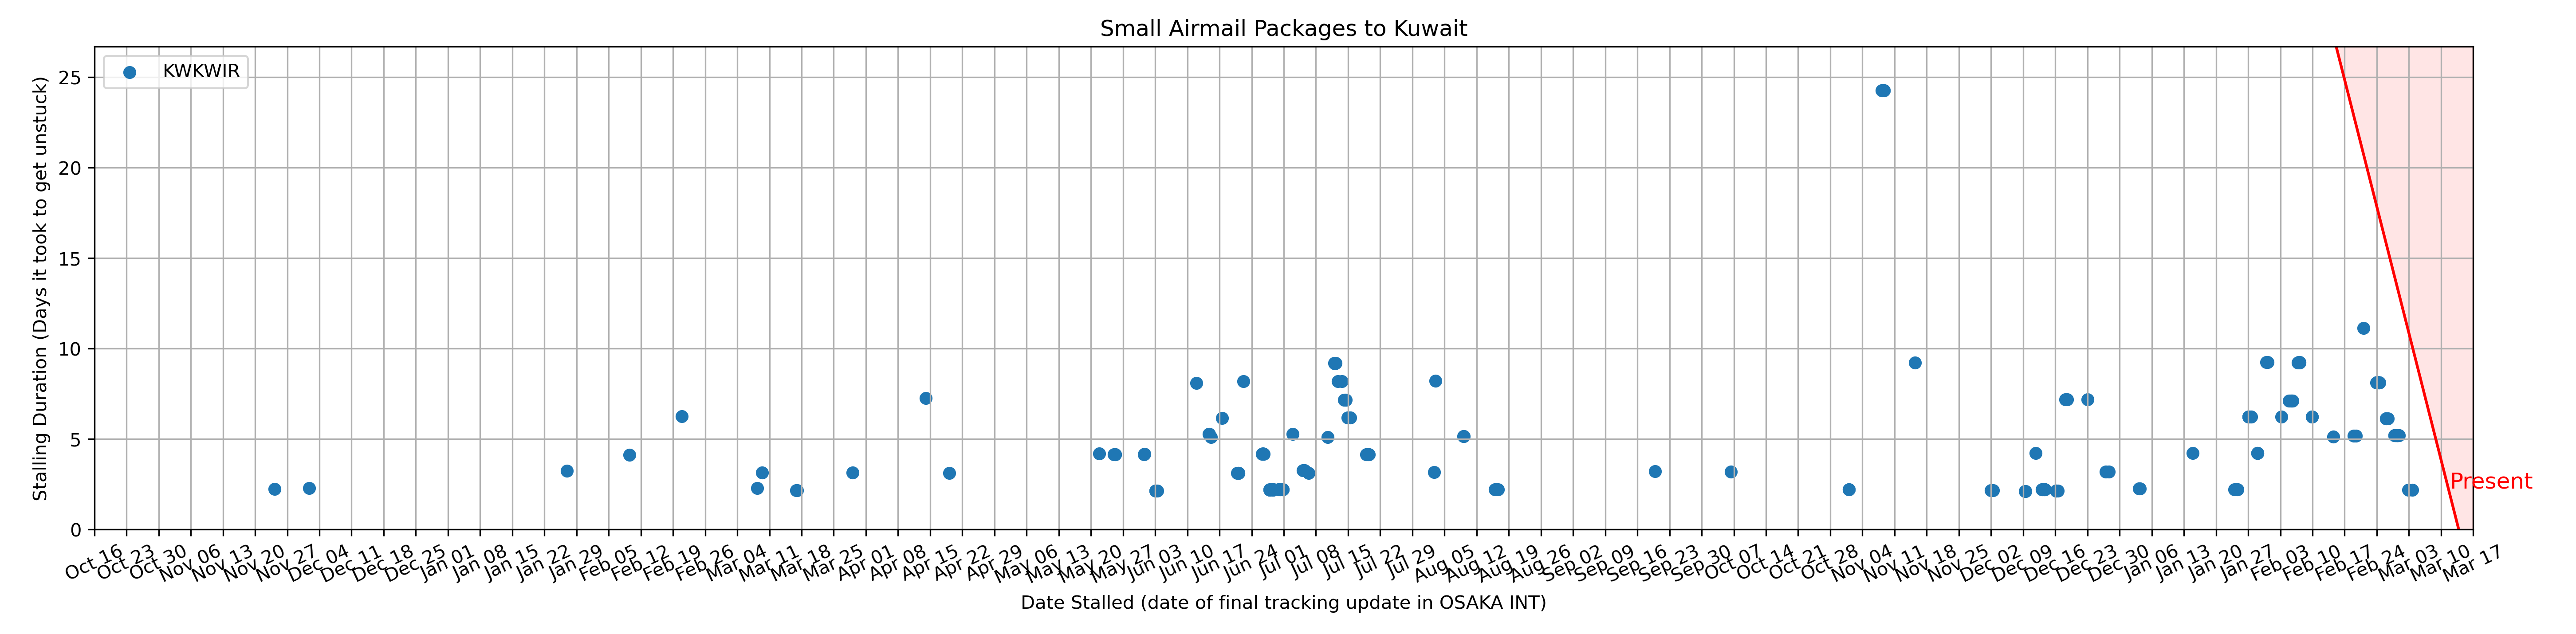 Small Airmail Packages to Kuwait
KWKWIR
Stalling Duration (Days it took to get unstuck)
25
20
15
10
5
0
Present
Oct 16
Oct 23
Oct 30
Nov 06
Nov 13
Nov 20
Nov 27
Dec 04
Dec 11
Dec 18
Dec 25
Jan 01
Jan 08
Jan 15
Jan 22
Jan 29
Feb 05
Feb 12
Feb 19
Feb 26
Mar 04
Mar 11
Mar 18
Mar 25
Apr 01
Apr 08
Apr 15
Apr 22
Apr 29
May 06
May 13
May 20
May 27
Jun 03
Jun 10
Jun 17
Jun 24
Jul 01
Jul 08
Jul 15
Jul 22
Jul 29
Aug 05
Aug 12
Aug 19
Aug 26
Sep 02
Sep 09
Sep 16
Sep 23
Sep 30
Oct 07
Oct 14
Oct 21
Oct 28
Nov 04
Nov 11
Nov 18
Nov 25
Dec 02
Dec 09
Dec 16
Dec 23
Dec 30
Jan 06
Jan 13
Jan 20
Jan 27
Feb 03
Feb 10
Feb 17
Feb 24
Mar 03
Mar 10
Mar 17
Date Stalled (date of final tracking update in OSAKA INT)